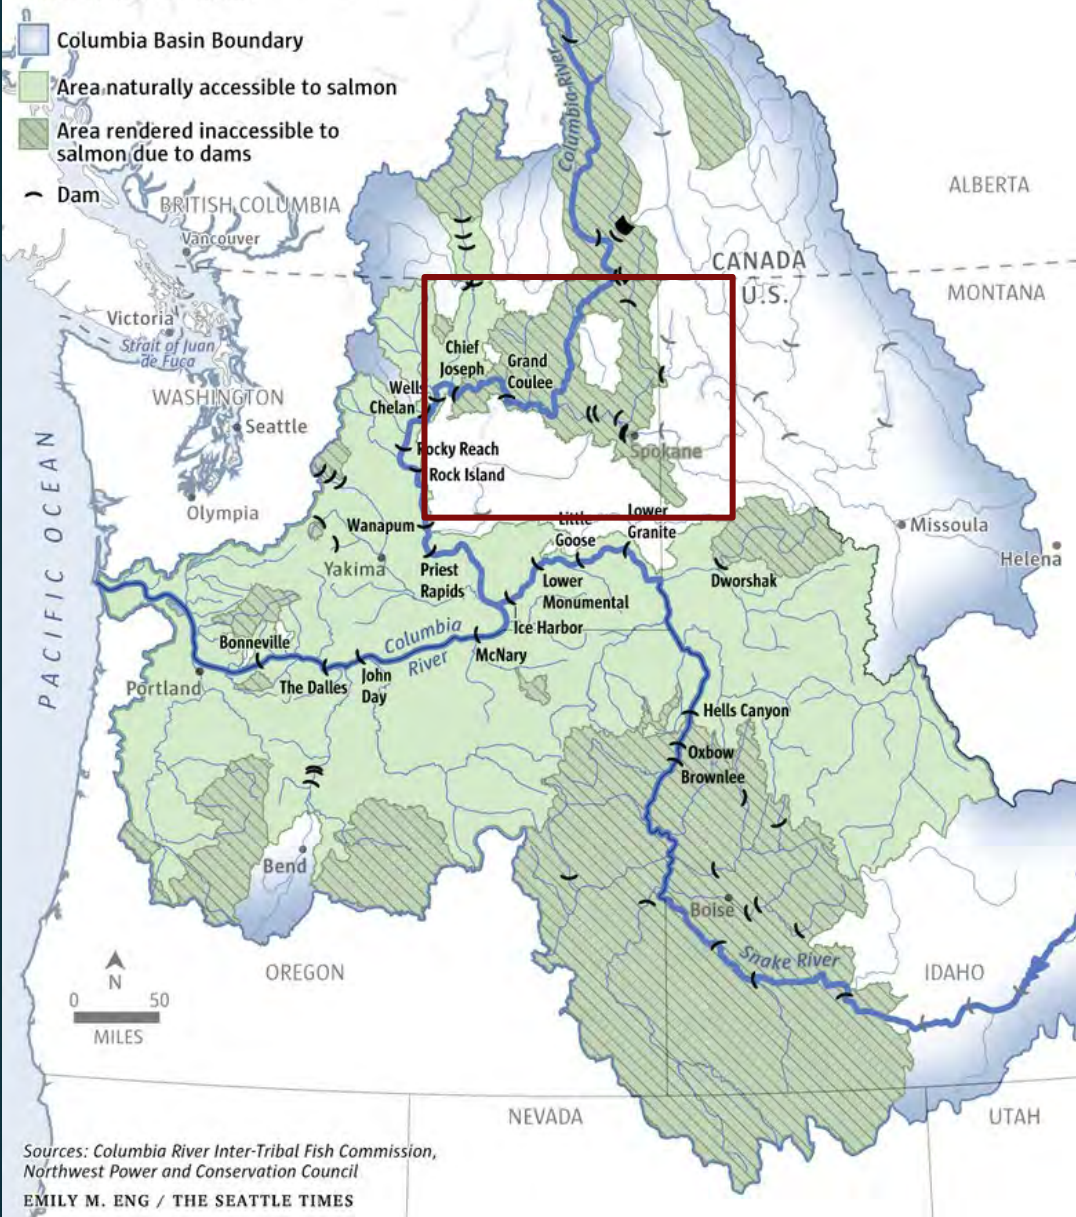 Columbia Basin Boundary
Area naturally accessible to salmon
Area rendered inaccessible to
salmon due to dams
Dam
Columbia River
ALBERTA
BRITISH COLUMBIA
Vancouver
CANADA
U.S.
MONTANA
Victoria
Strait of Juan
de Fuca
Chief
Joseph
Grand
Coulee
Wells
Chelan
WASHINGTON
Seattle
Rocky Reach
Spokane
Rock Island
PACIFIC OCEAN
Olympia
Wanapum
Little
Goose
Lower
Granite
Missoula
Helena
Yakima
Priest
Rapids
Lower
Monumental
Dworshak
Ice Harbor
Columbia
River
Bonneville
McNary
Portland
The Dalles
John
Day
Hells Canyon
Oxbow
Brownlee
Bend
Boise
Snake River
N
OREGON
IDAHO
0 50
MILES
NEVADA
UTAH
Sources: Columbia River Inter-Tribal Fish Commission,
Northwest Power and Conservation Council
EMILY M. ENG / THE SEATTLE TIMES